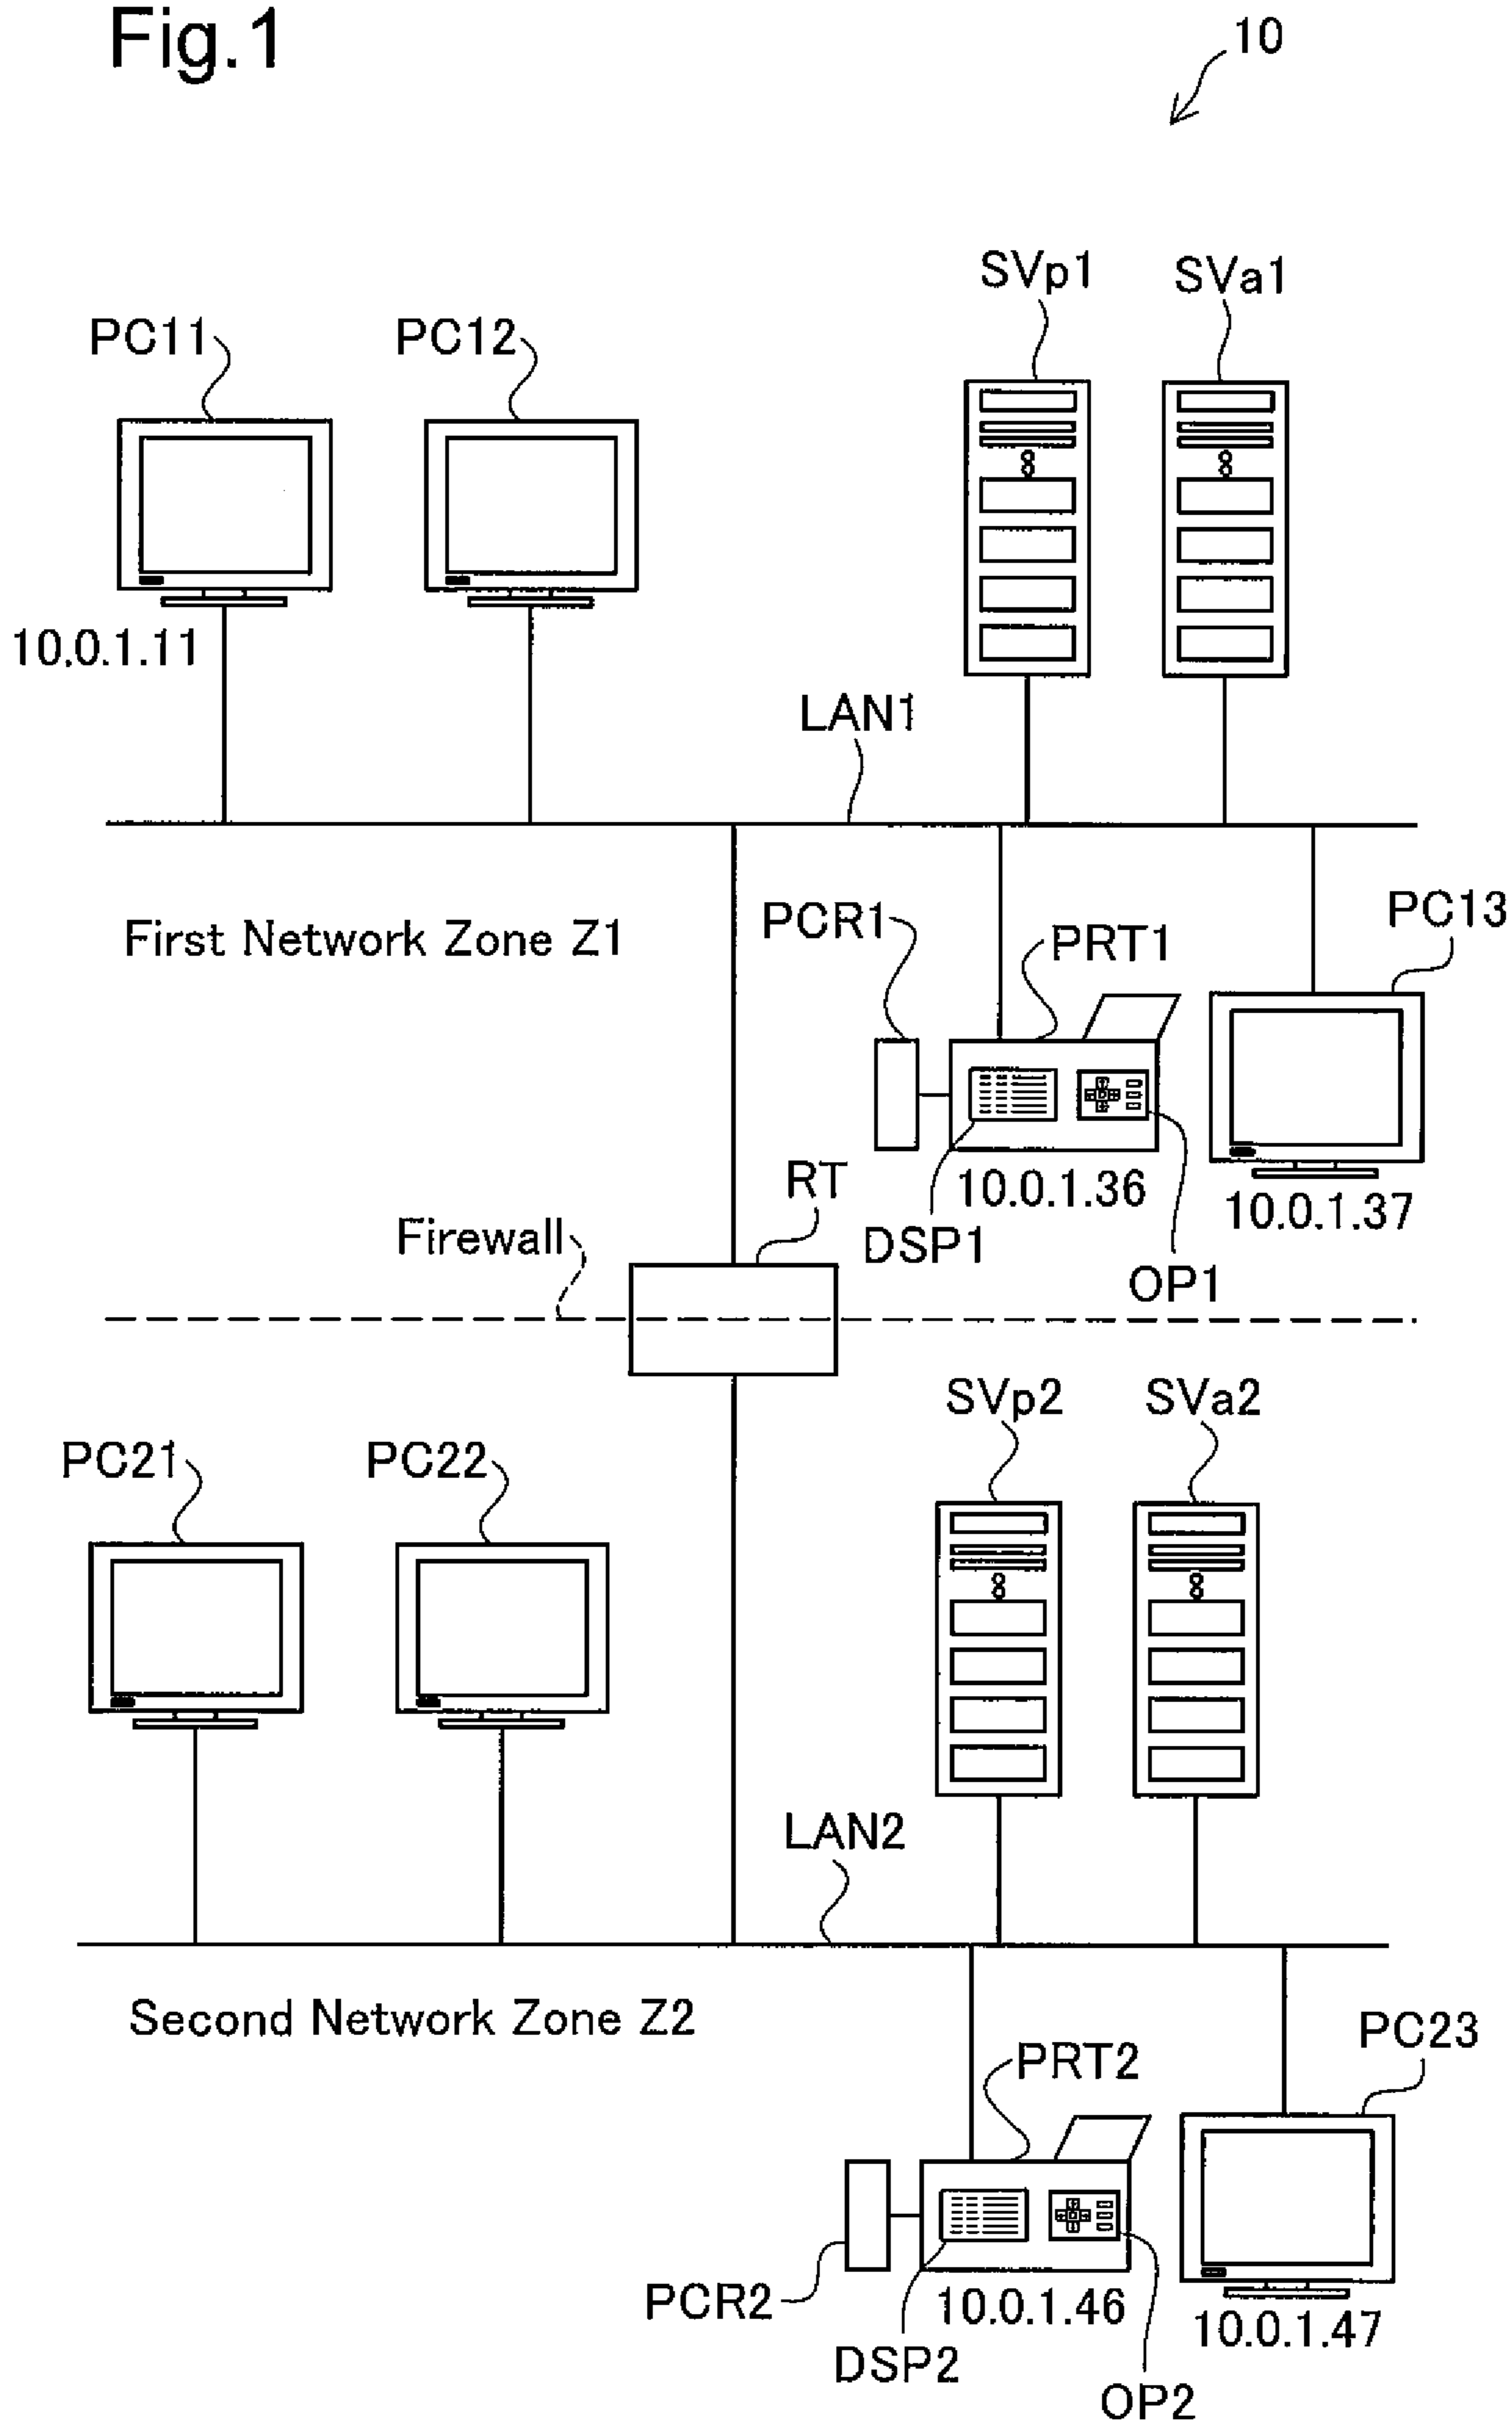 Fig.1
10
SVp1
SVa1
PC11
PC12
10.0.1.11
LAN1
First Network Zone Z1
PCR1
PRT1
PC13
10.0.1.36
10.0.1.37
RT
DSP1
OP1
Firewall
SVp2
SVa2
PC21
PC22
LAN2
Second Network Zone Z2
PRT2
PC23
PCR2
10.0.1.46
10.0.1.47
DSP2
OP2